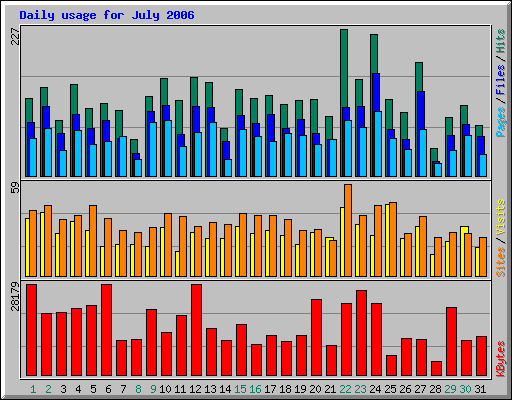 Daily usage for July 2006
227
Pages / Files / Hits
59
Sites / Visits
28179
KBytes
1 2 3 4 5 6 7 8 9 10 11 12 13 14 15 16 17 18 19 20 21 22 23 24 25 26 27 28 29 30 31